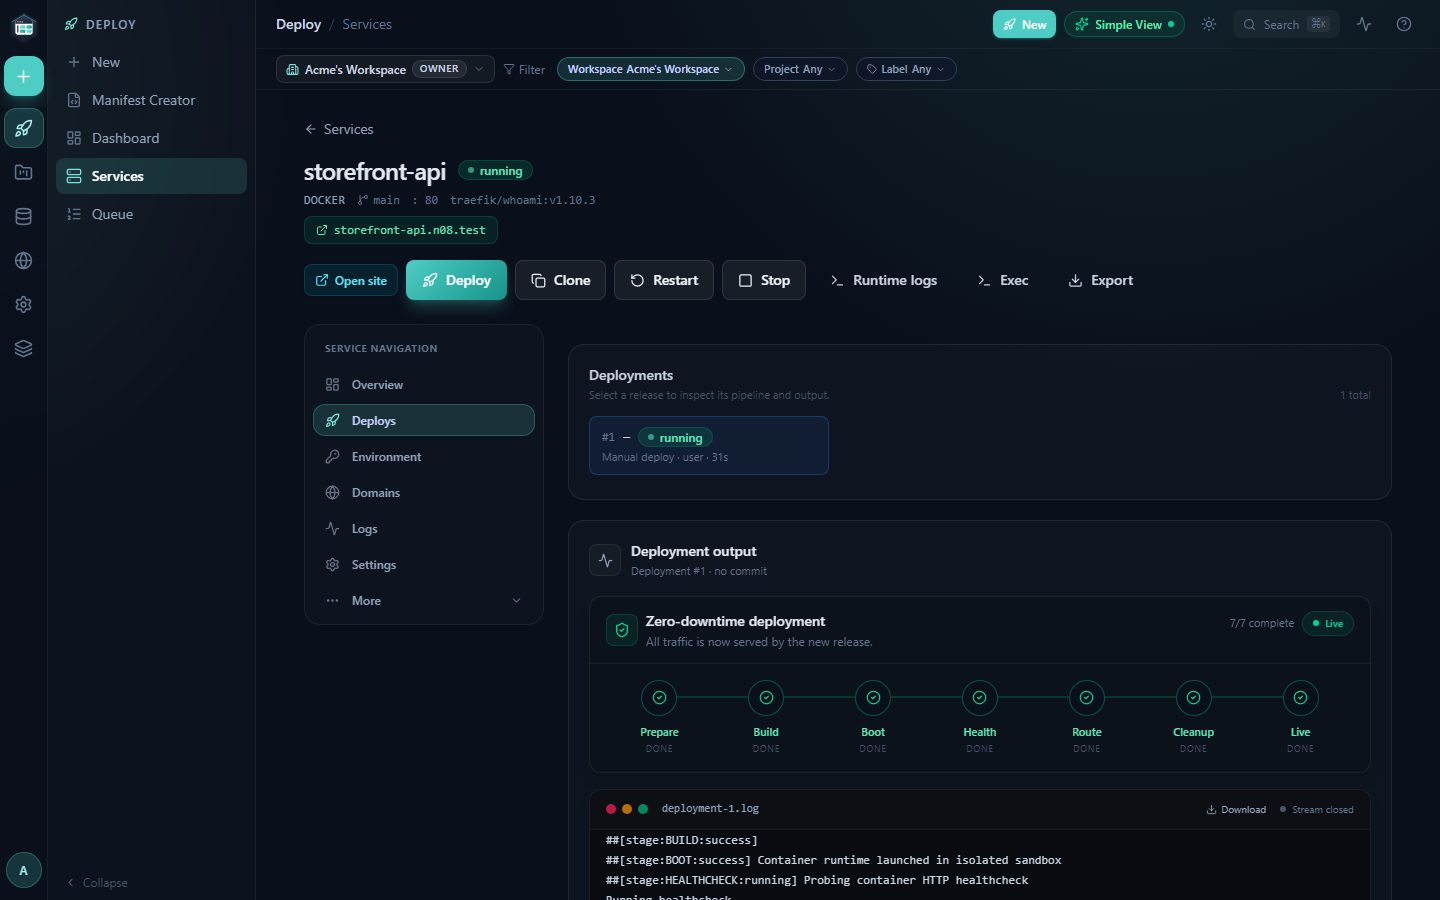 DEPLOY
New
Manifest Creator
Dashboard
Services
Queue
A
Collapse
Deploy / Services
New
Simple View
Search ⌘K
Acme's Workspace OWNER
Filter
Workspace Acme's Workspace
Project Any
Label Any
Services
storefront-api running
DOCKER main : 80 traefik/whoami:v1.10.3
storefront-api.n08.test
Open site
Deploy
Clone
Restart
Stop
Runtime logs
Exec
Export
SERVICE NAVIGATION
Overview
Deploys
Environment
Domains
Logs
Settings
More
Deployments
Select a release to inspect its pipeline and output.
1 total
#1 — running
Manual deploy · user · 31s
Deployment output
Deployment #1 · no commit
Zero-downtime deployment
All traffic is now served by the new release.
7/7 complete
Live
Prepare
DONE
Build
DONE
Boot
DONE
Health
DONE
Route
DONE
Cleanup
DONE
Live
DONE
deployment-1.log
Download
Stream closed
##[stage:BUILD:success]
##[stage:BOOT:success] Container runtime launched in isolated sandbox
##[stage:HEALTHCHECK:running] Probing container HTTP healthcheck
Running healthcheck